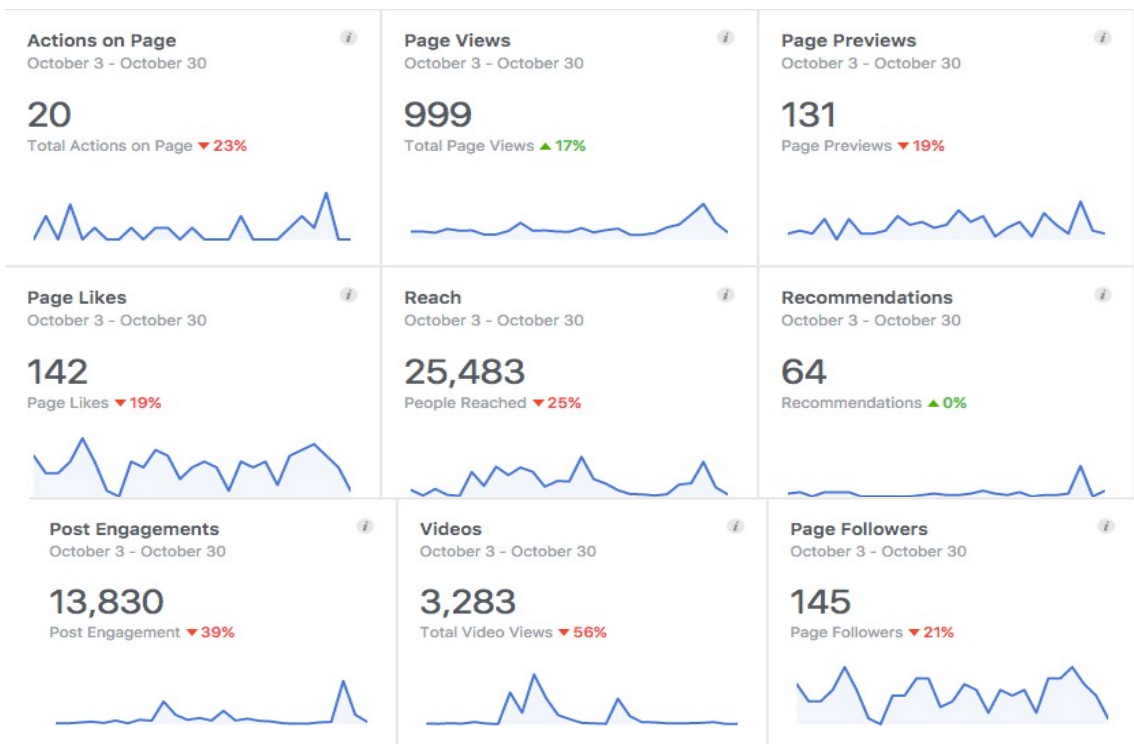 Actions on Page
October 3 - October 30
20
Total Actions on Page ▼ 23%
Page Views
October 3 - October 30
999
Total Page Views ▲ 17%
Page Previews
October 3 - October 30
131
Page Previews ▼ 19%
Page Likes
October 3 - October 30
142
Page Likes ▼ 19%
Reach
October 3 - October 30
25,483
People Reached ▼ 25%
Recommendations
October 3 - October 30
64
Recommendations ▲ 0%
Post Engagements
October 3 - October 30
13,830
Post Engagement ▼ 39%
Videos
October 3 - October 30
3,283
Total Video Views ▼ 56%
Page Followers
October 3 - October 30
145
Page Followers ▼ 21%